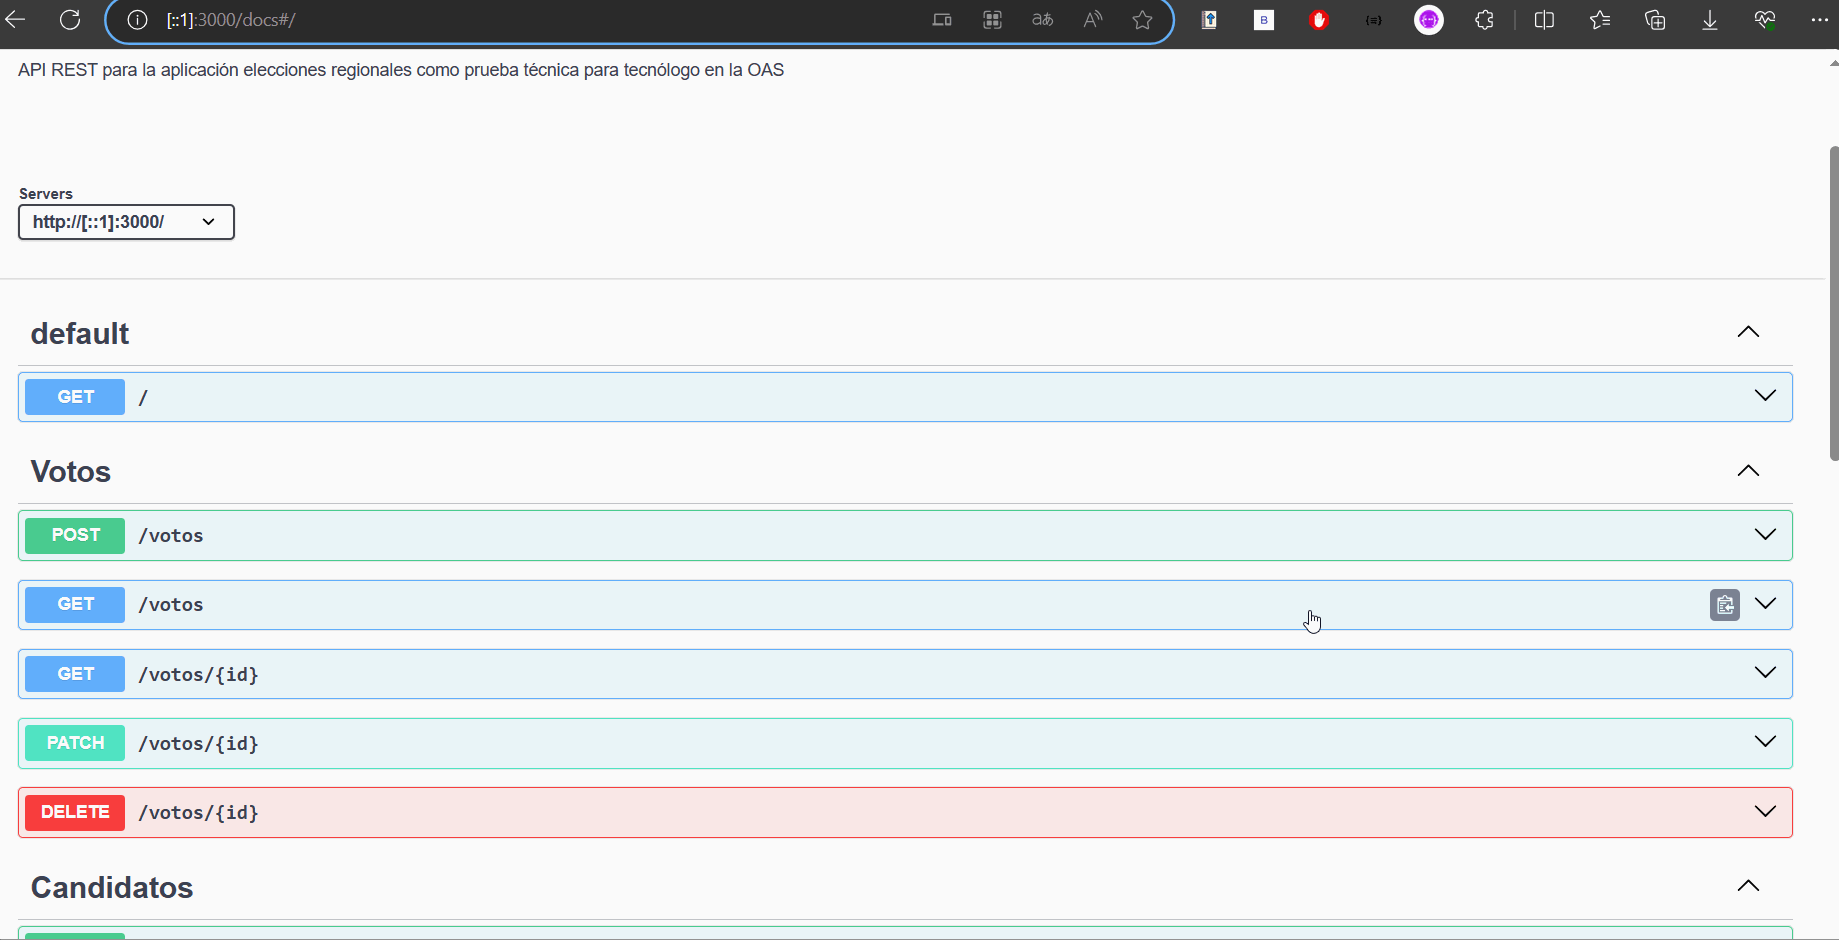 [::1]:3000/docs#/
aあ
A
B
{≡}
API REST para la aplicación elecciones regionales como prueba técnica para tecnólogo en la OAS
Servers
http://[::1]:3000/
default
GET /
Votos
POST /votos
GET /votos
GET /votos/{id}
PATCH /votos/{id}
DELETE /votos/{id}
Candidatos